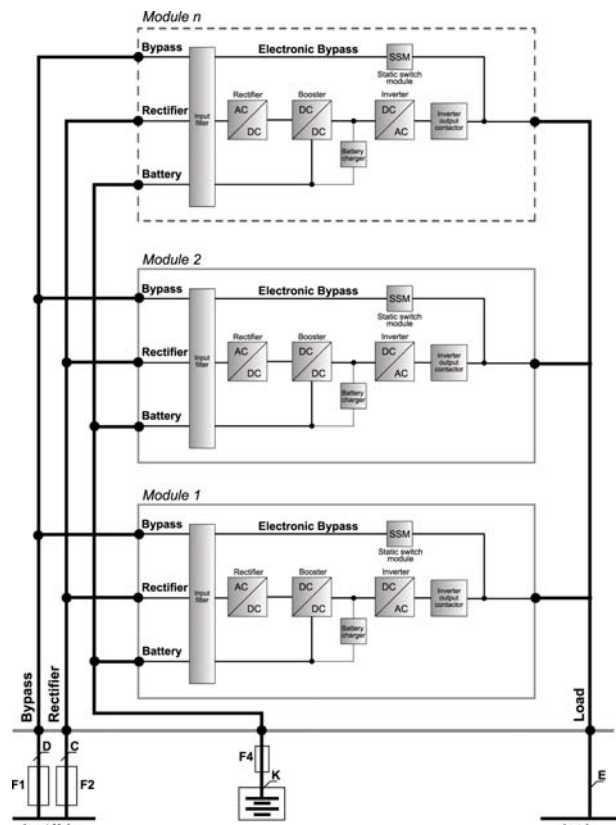 Module n
Bypass
Electronic Bypass
SSM
Static switch
module
Rectifier
Input
filter
Rectifier
AC
DC
Booster
DC
DC
Inverter
DC
AC
Inverter
output
contactor
Battery
charger
Battery
Module 2
Bypass
Electronic Bypass
SSM
Static switch
module
Rectifier
Input
filter
Rectifier
AC
DC
Booster
DC
DC
Inverter
DC
AC
Inverter
output
contactor
Battery
charger
Battery
Module 1
Bypass
Electronic Bypass
SSM
Static switch
module
Rectifier
Input
filter
Rectifier
AC
DC
Booster
DC
DC
Inverter
DC
AC
Inverter
output
contactor
Battery
charger
Battery
Bypass
Rectifier
Load
D
C
F1
F2
F4
K
E